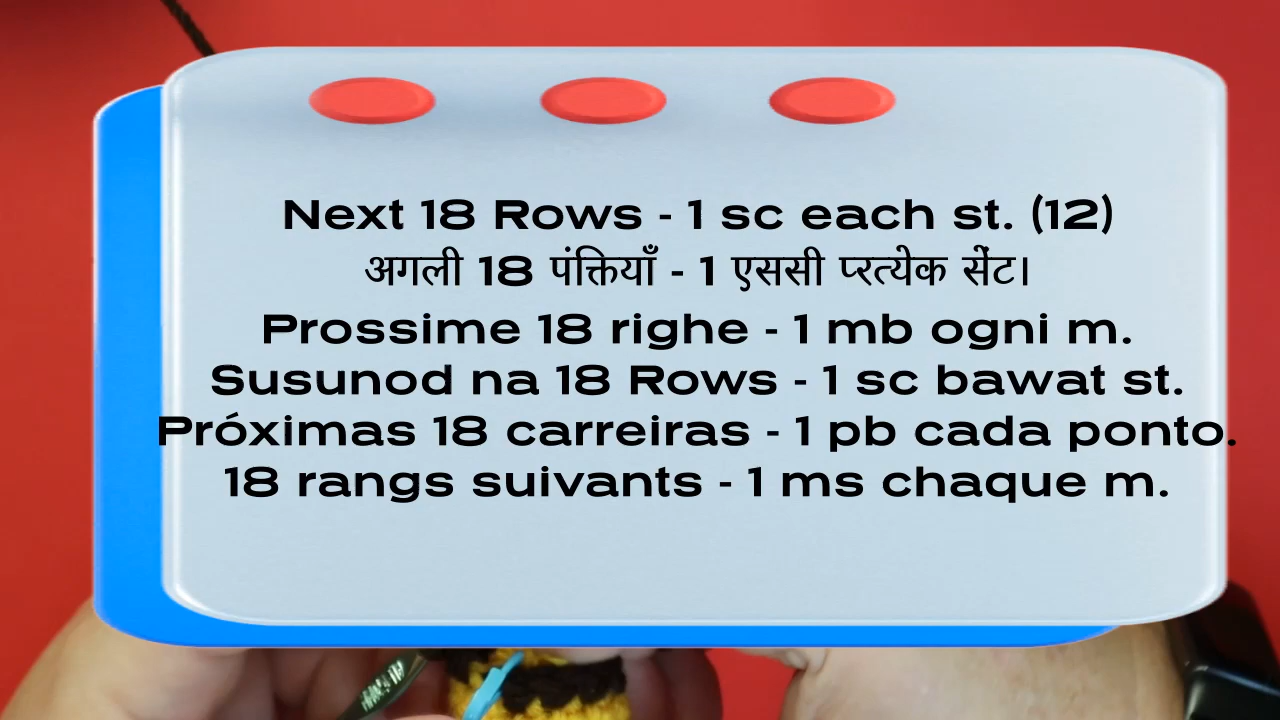 Next 18 Rows - 1 sc each st. (12)
अगली 18 पंक्तियाँ - 1 एससी प्रत्येक सेंट।
Prossime 18 righe - 1 mb ogni m.
Susunod na 18 Rows - 1 sc bawat st.
Próximas 18 carreiras - 1 pb cada ponto.
18 rangs suivants - 1 ms chaque m.